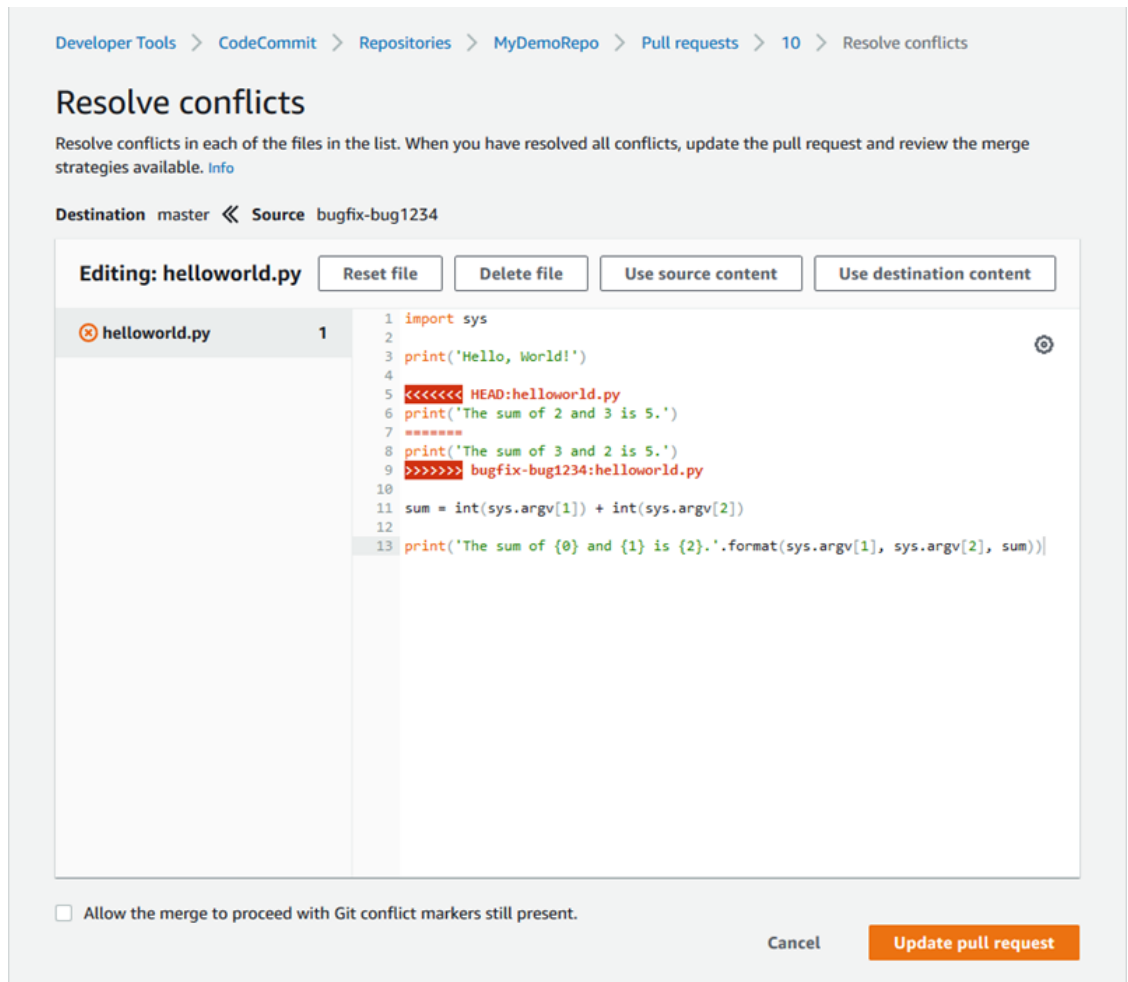 Developer Tools > CodeCommit > Repositories > MyDemoRepo > Pull requests > 10 > Resolve conflicts
Resolve conflicts
Resolve conflicts in each of the files in the list. When you have resolved all conflicts, update the pull request and review the merge
strategies available. Info
Destination master « Source bugfix-bug1234
Editing: helloworld.py Reset file Delete file Use source content Use destination content
helloworld.py 1
1 import sys
2
3 print('Hello, World!')
4
5 <<<<<<< HEAD:helloworld.py
6 print('The sum of 2 and 3 is 5.')
7 =======
8 print('The sum of 3 and 2 is 5.')
9 >>>>>>> bugfix-bug1234:helloworld.py
10
11 sum = int(sys.argv[1]) + int(sys.argv[2])
12
13 print('The sum of {0} and {1} is {2}.'.format(sys.argv[1], sys.argv[2], sum))
Allow the merge to proceed with Git conflict markers still present.
Cancel Update pull request